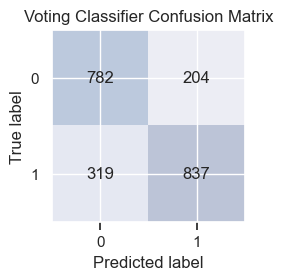 Voting Classifier Confusion Matrix
True label
0
782
204
1
319
837
0
1
Predicted label